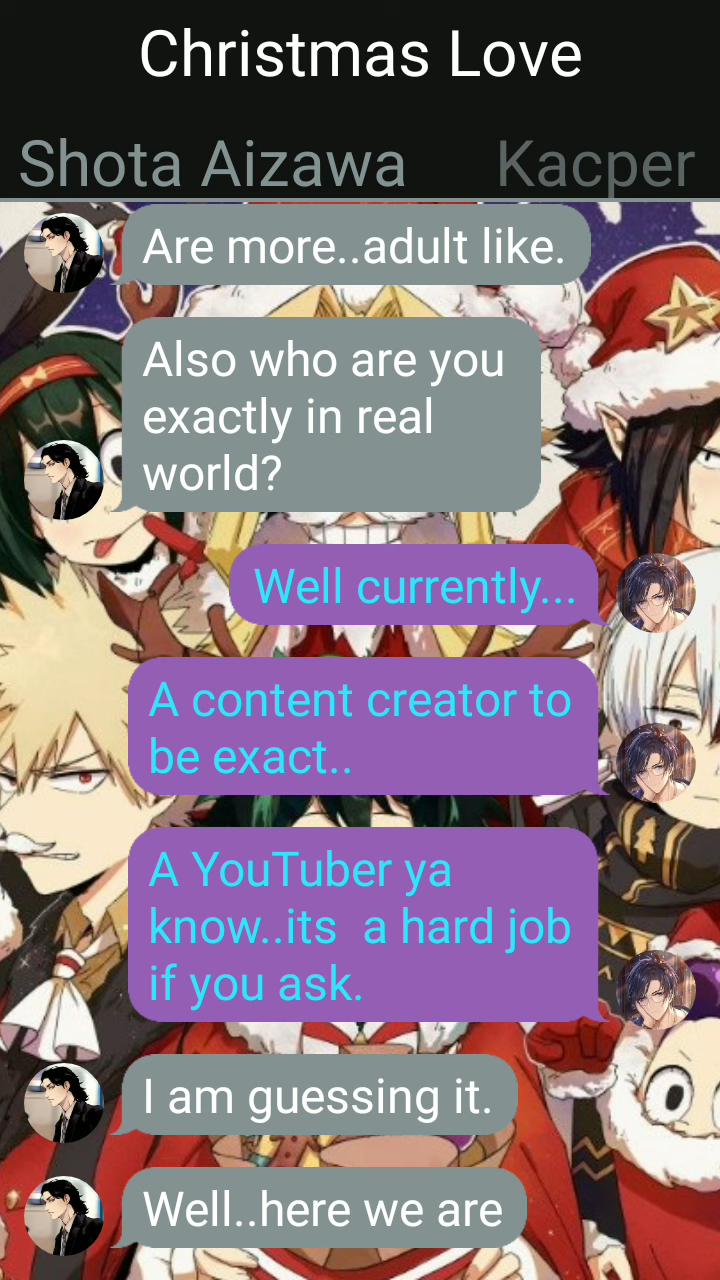 Christmas Love
Shota Aizawa Kacper
Are more..adult like.
Also who are you
exactly in real
world?
Well currently...
A content creator to
be exact..
A YouTuber ya
know..its  a hard job
if you ask.
I am guessing it.
Well..here we are